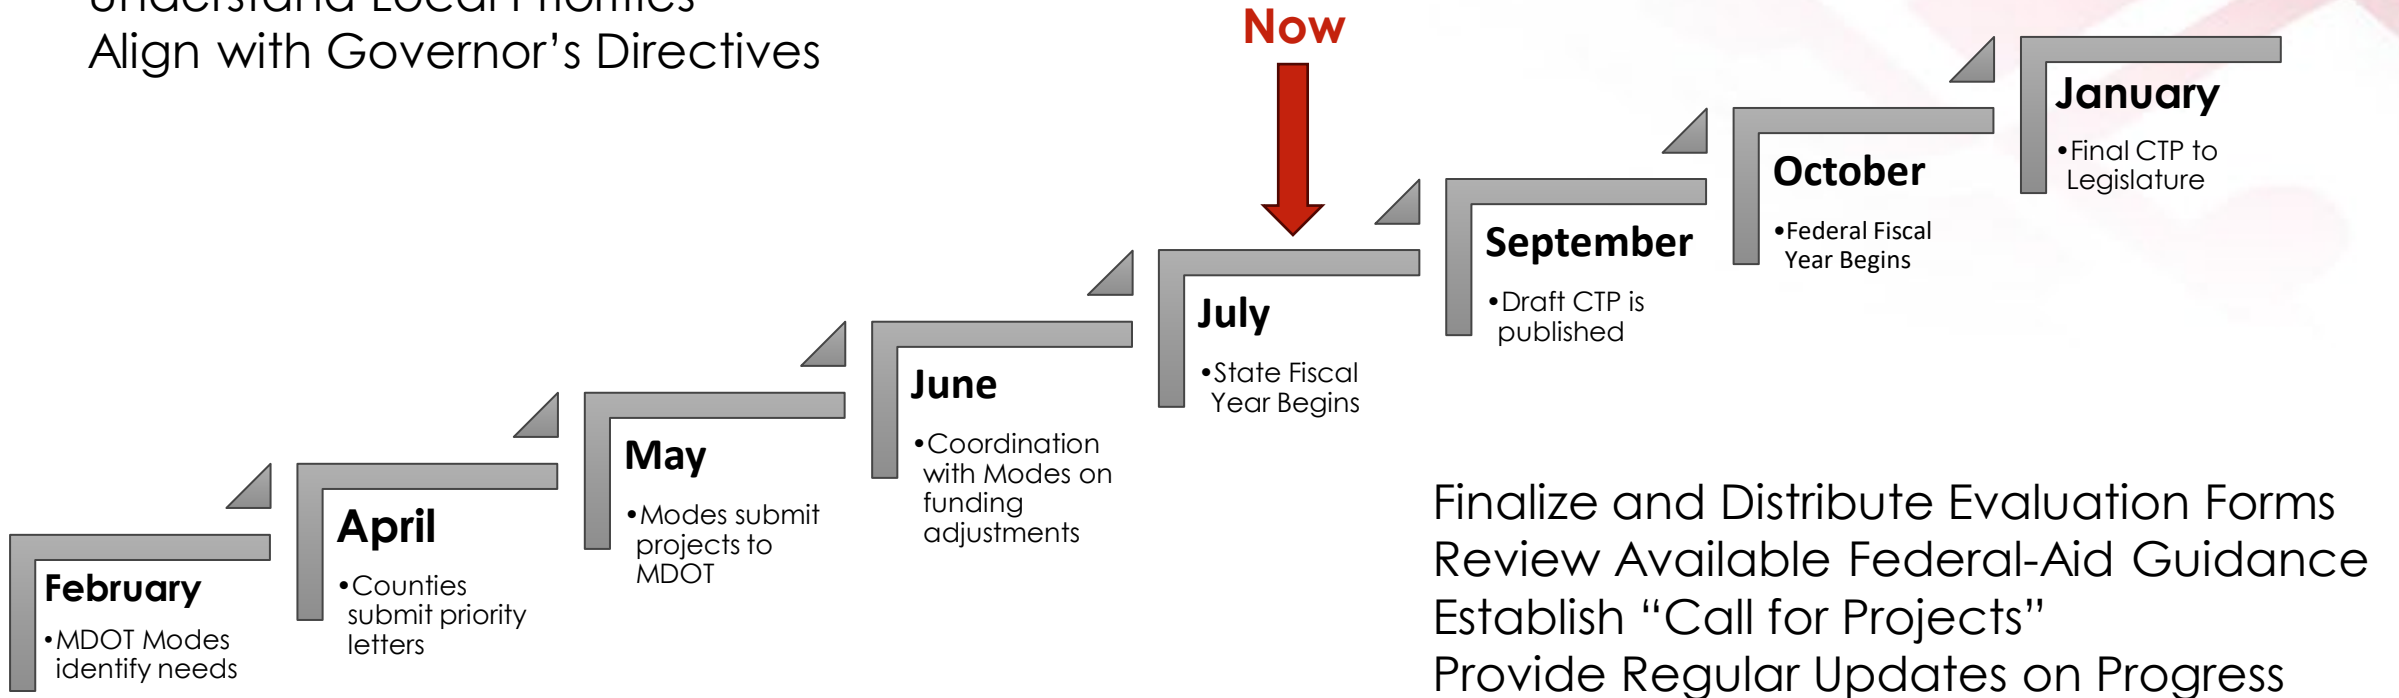 Understand Local Priorities
Align with Governor's Directives
Now
February
•MDOT Modes
identify needs
April
•Counties
submit priority
letters
May
•Modes submit
projects to
MDOT
June
•Coordination
with Modes on
funding
adjustments
July
•State Fiscal
Year Begins
September
•Draft CTP is
published
October
•Federal Fiscal
Year Begins
January
•Final CTP to
Legislature
Finalize and Distribute Evaluation Forms
Review Available Federal-Aid Guidance
Establish “Call for Projects”
Provide Regular Updates on Progress